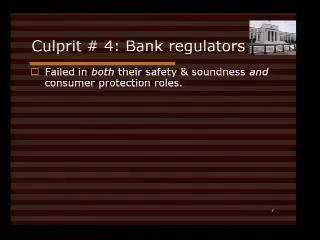 Culprit # 4: Bank regulators
Failed in both their safety & soundness and
consumer protection roles.